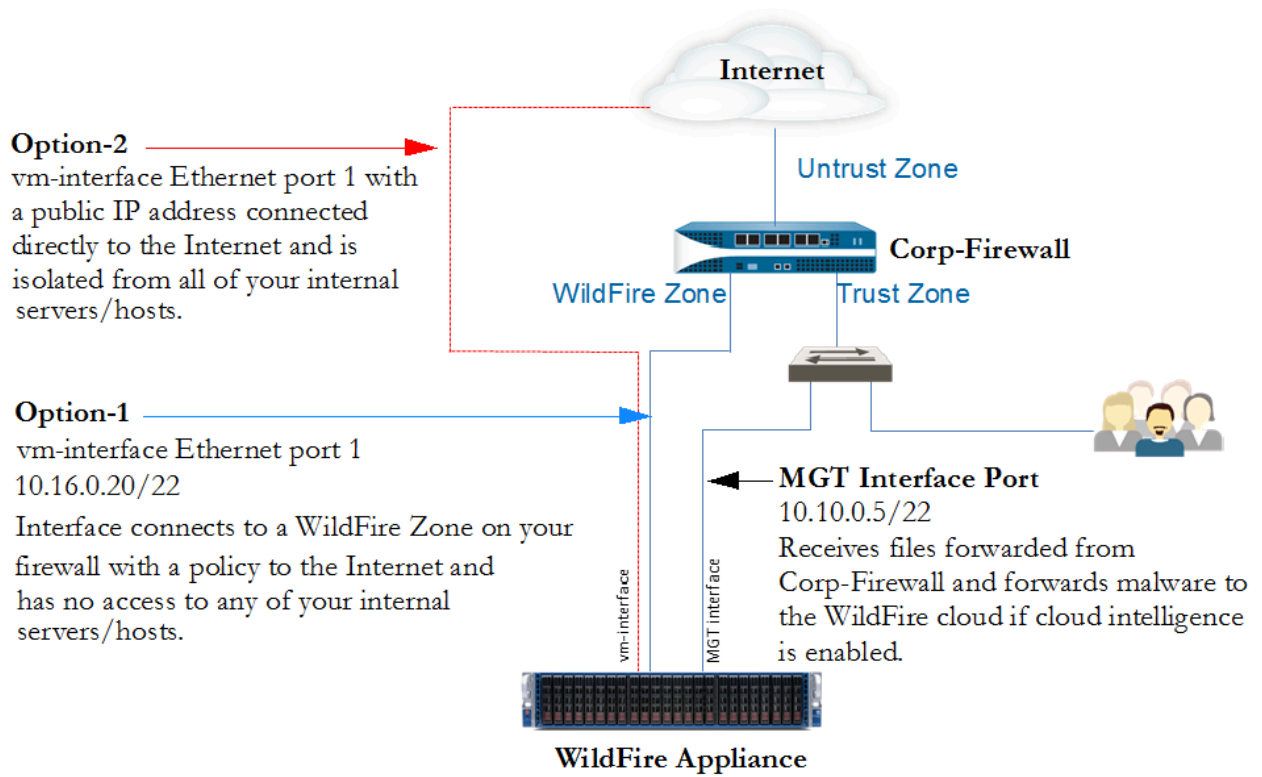 Internet
Option-2
vm-interface Ethernet port 1 with
a public IP address connected
directly to the Internet and is
isolated from all of your internal
servers/hosts.
Untrust Zone
Corp-Firewall
WildFire Zone
Trust Zone
Option-1
vm-interface Ethernet port 1
10.16.0.20/22
Interface connects to a WildFire Zone on your
firewall with a policy to the Internet and
has no access to any of your internal
servers/hosts.
MGT Interface Port
10.10.0.5/22
Receives files forwarded from
Corp-Firewall and forwards malware to
the WildFire cloud if cloud intelligence
is enabled.
vm-interface
MGT interface
WildFire Appliance